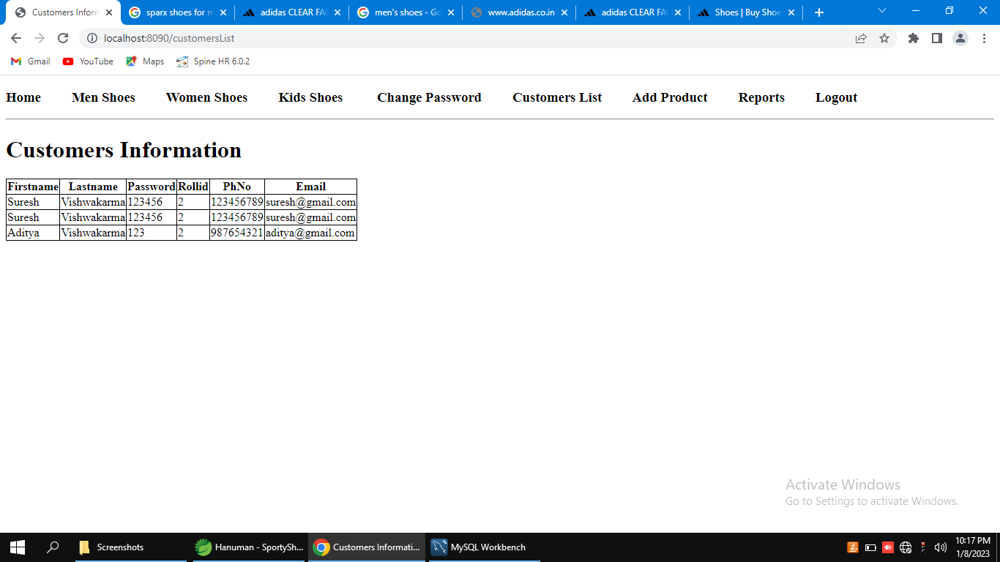 Customers Inform
sparx shoes for m
adidas CLEAR FA
men's shoes - Go
www.adidas.co.in
adidas CLEAR FA
Shoes | Buy Shoe
localhost:8090/customersList
Gmail YouTube Maps Spine HR 6.0.2
Home Men Shoes Women Shoes Kids Shoes Change Password Customers List Add Product Reports Logout
Customers Information
Firstname Lastname Password Rollid PhNo Email
Suresh Vishwakarma 123456 2 123456789 suresh@gmail.com
Suresh Vishwakarma 123456 2 123456789 suresh@gmail.com
Aditya Vishwakarma 123 2 987654321 aditya@gmail.com
Activate Windows
Go to Settings to activate Windows.
Screenshots Hanuman - SportySh... Customers Informati... MySQL Workbench
10:17 PM
1/8/2023